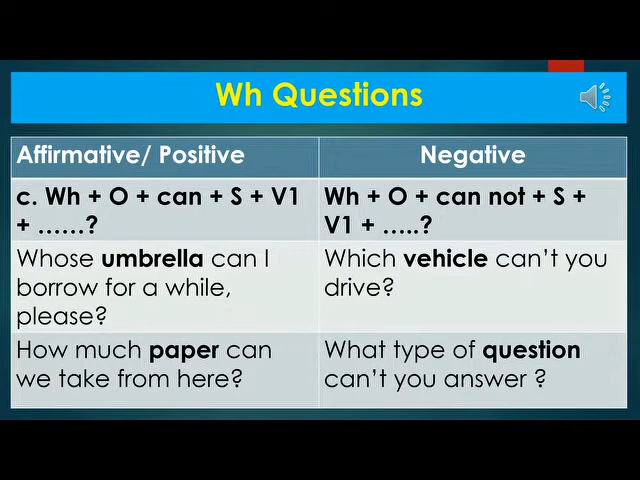 Wh Questions
Affirmative/ Positive
Negative
c. Wh + O + can + S + V1
+ ……?
Wh + O + can not + S +
V1 + …..?
Whose umbrella can I
borrow for a while,
please?
Which vehicle can’t you
drive?
How much paper can
we take from here?
What type of question
can’t you answer ?